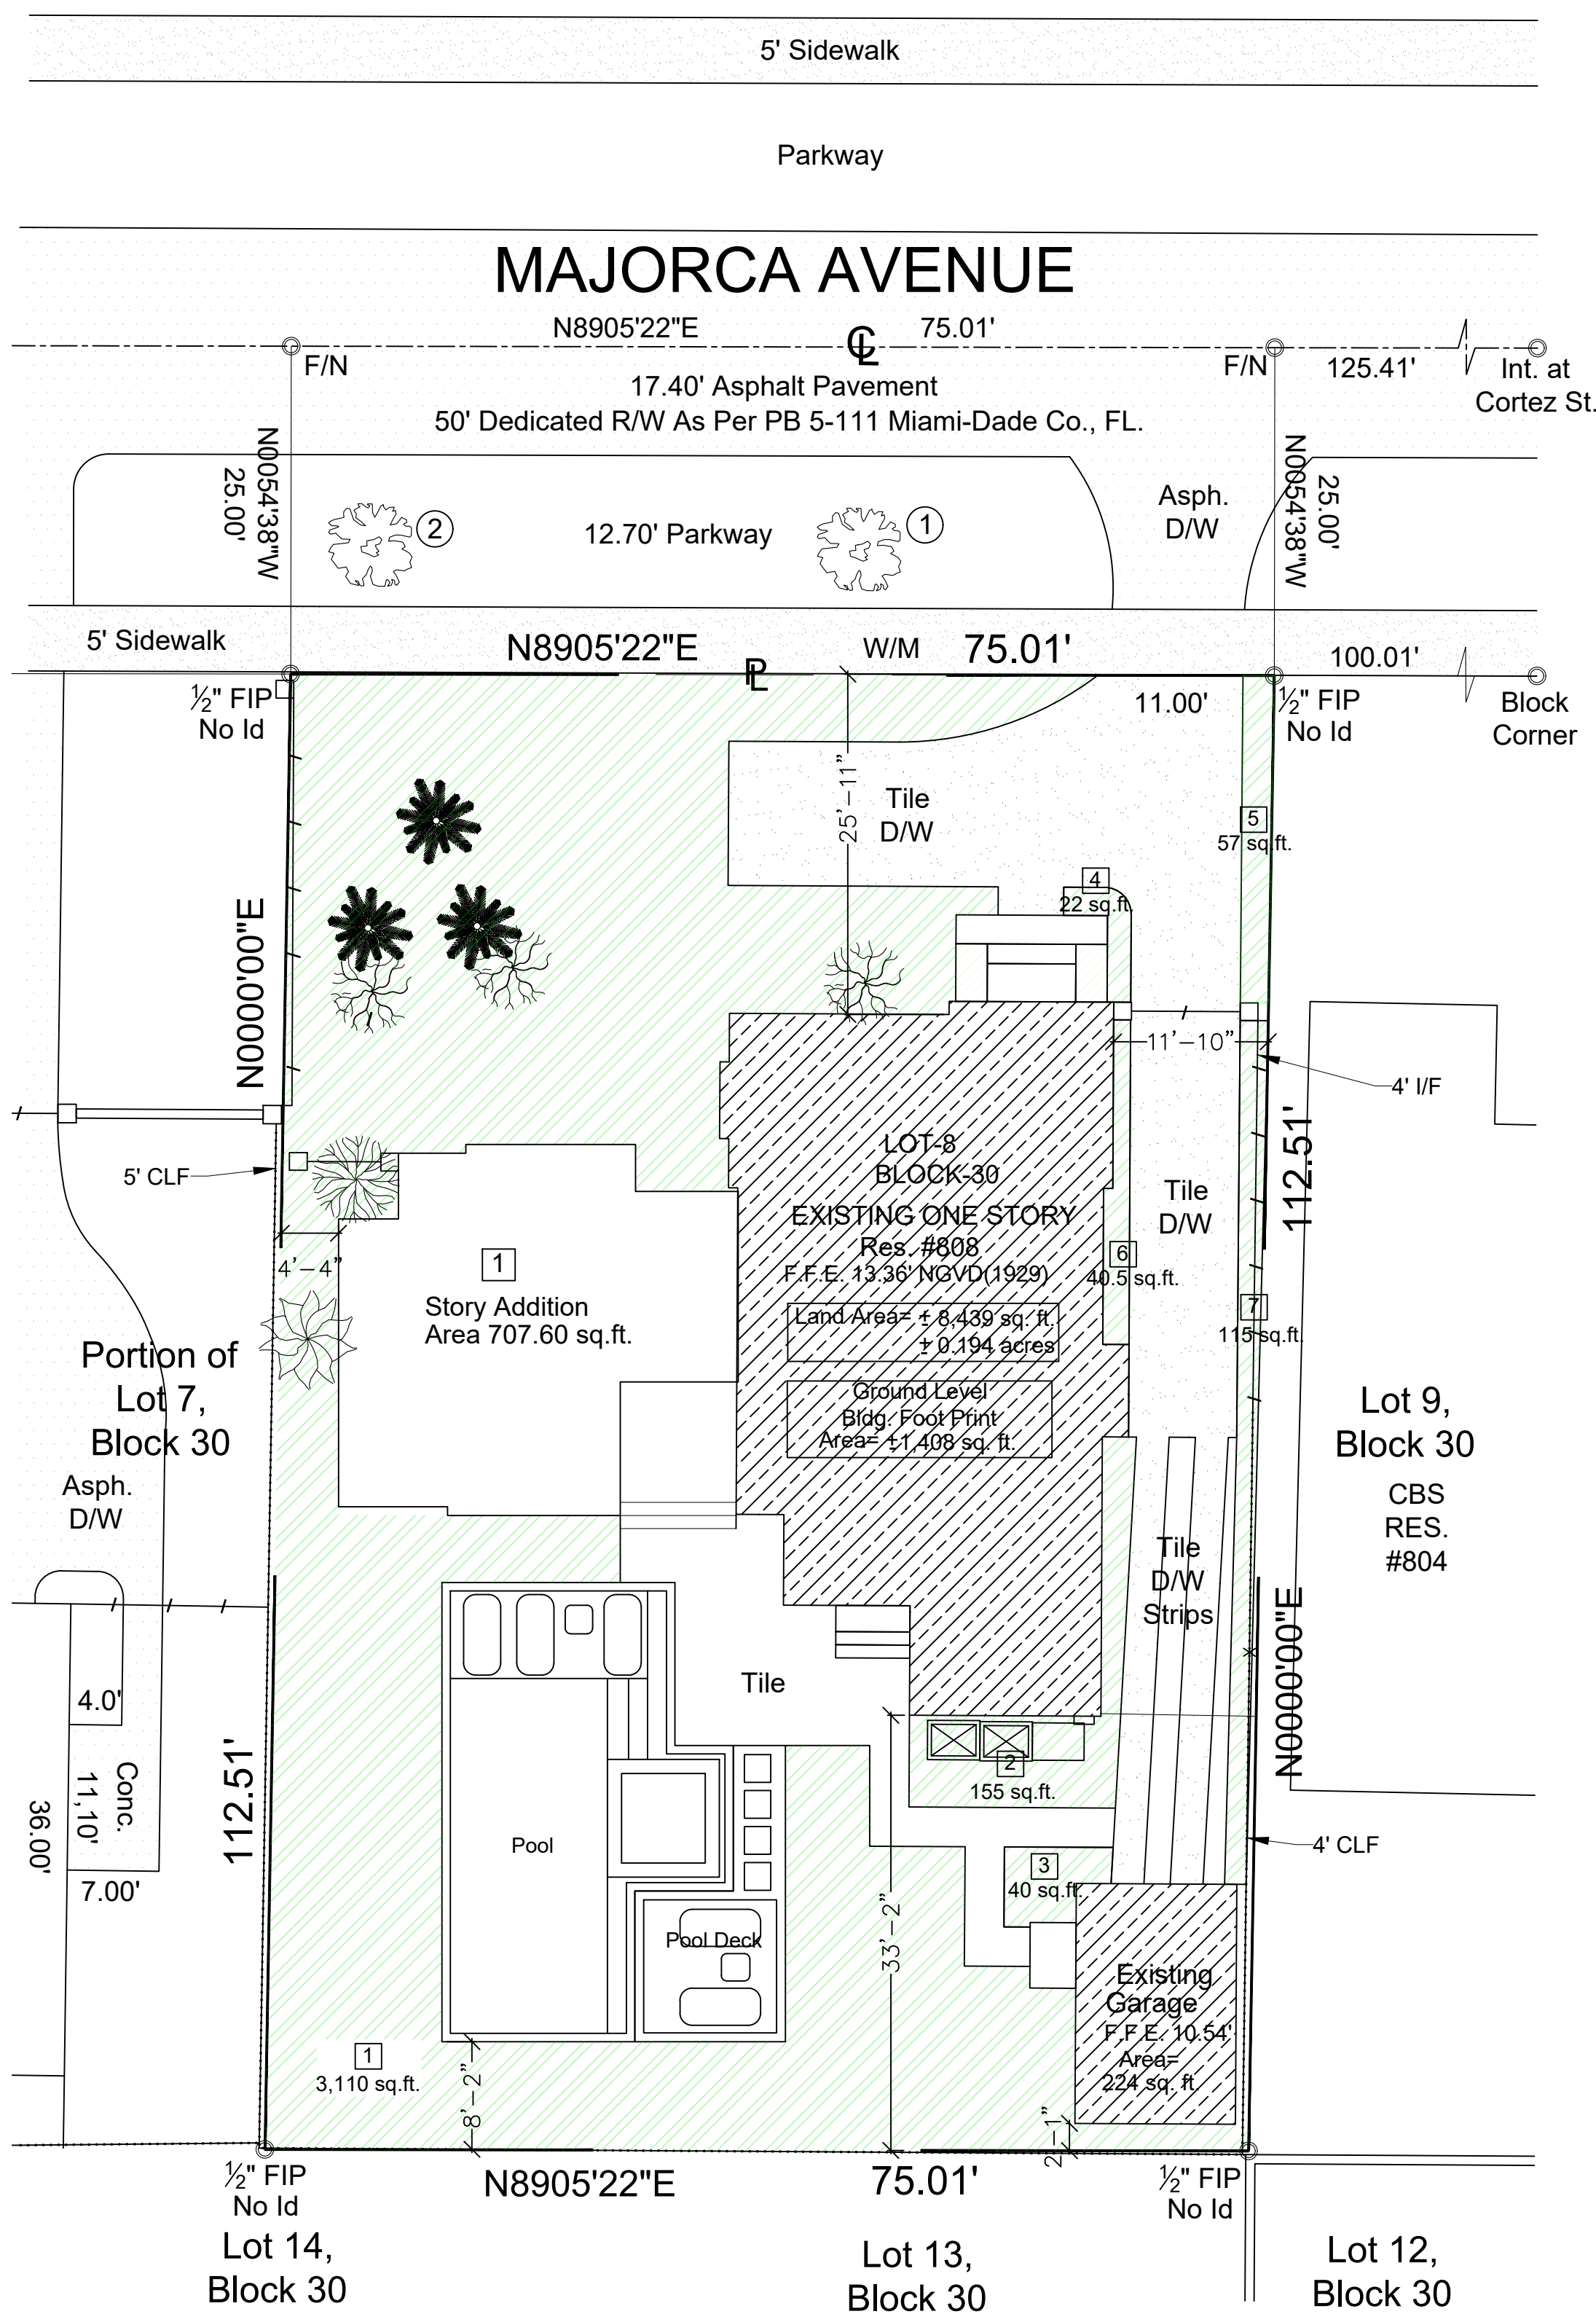 5' Sidewalk
Parkway
MAJORCA AVENUE
N8905'22"E
CL
75.01'
F/N
F/N
125.41'
Int. at
Cortez St.
17.40' Asphalt Pavement
50' Dedicated R/W As Per PB 5-111 Miami-Dade Co., FL.
N0054'38"W
25.00'
N0054'38"W
25.00'
2
12.70' Parkway
1
Asph.
D/W
5' Sidewalk
N8905'22"E
W/M
75.01'
100.01'
PL
½" FIP
No Id
11.00'
½" FIP
No Id
Block
Corner
25'-11"
Tile
D/W
5
57 sq.ft.
4
22 sq.ft.
N0000'00"E
11'-10"
4' I/F
112.51'
5' CLF
LOT-8
BLOCK-30
EXISTING ONE STORY
Res. #808
F.F.E. 13.36' NGVD(1929)
Tile
D/W
6
40.5 sq.ft.
4'-4"
1
Story Addition
Area 707.60 sq.ft.
Land Area= ± 8,439 sq. ft.
± 0.194 acres
7
115 sq.ft.
Portion of
Lot 7,
Block 30
Ground Level
Bldg. Foot Print
Area= ±1,408 sq. ft.
Lot 9,
Block 30
Asph.
D/W
CBS
RES.
#804
Tile
D/W
Strips
N0000'00"E
4.0'
Tile
Conc.
11,10'
36.00'
7.00'
112.51'
2
155 sq.ft.
Pool
4' CLF
3
40 sq.ft.
33'-2"
Pool Deck
Existing
Garage
F.F.E. 10.54'
Area=
224 sq. ft.
1
3,110 sq.ft.
8'-2"
2'-1"
½" FIP
No Id
N8905'22"E
75.01'
½" FIP
No Id
Lot 14,
Block 30
Lot 13,
Block 30
Lot 12,
Block 30